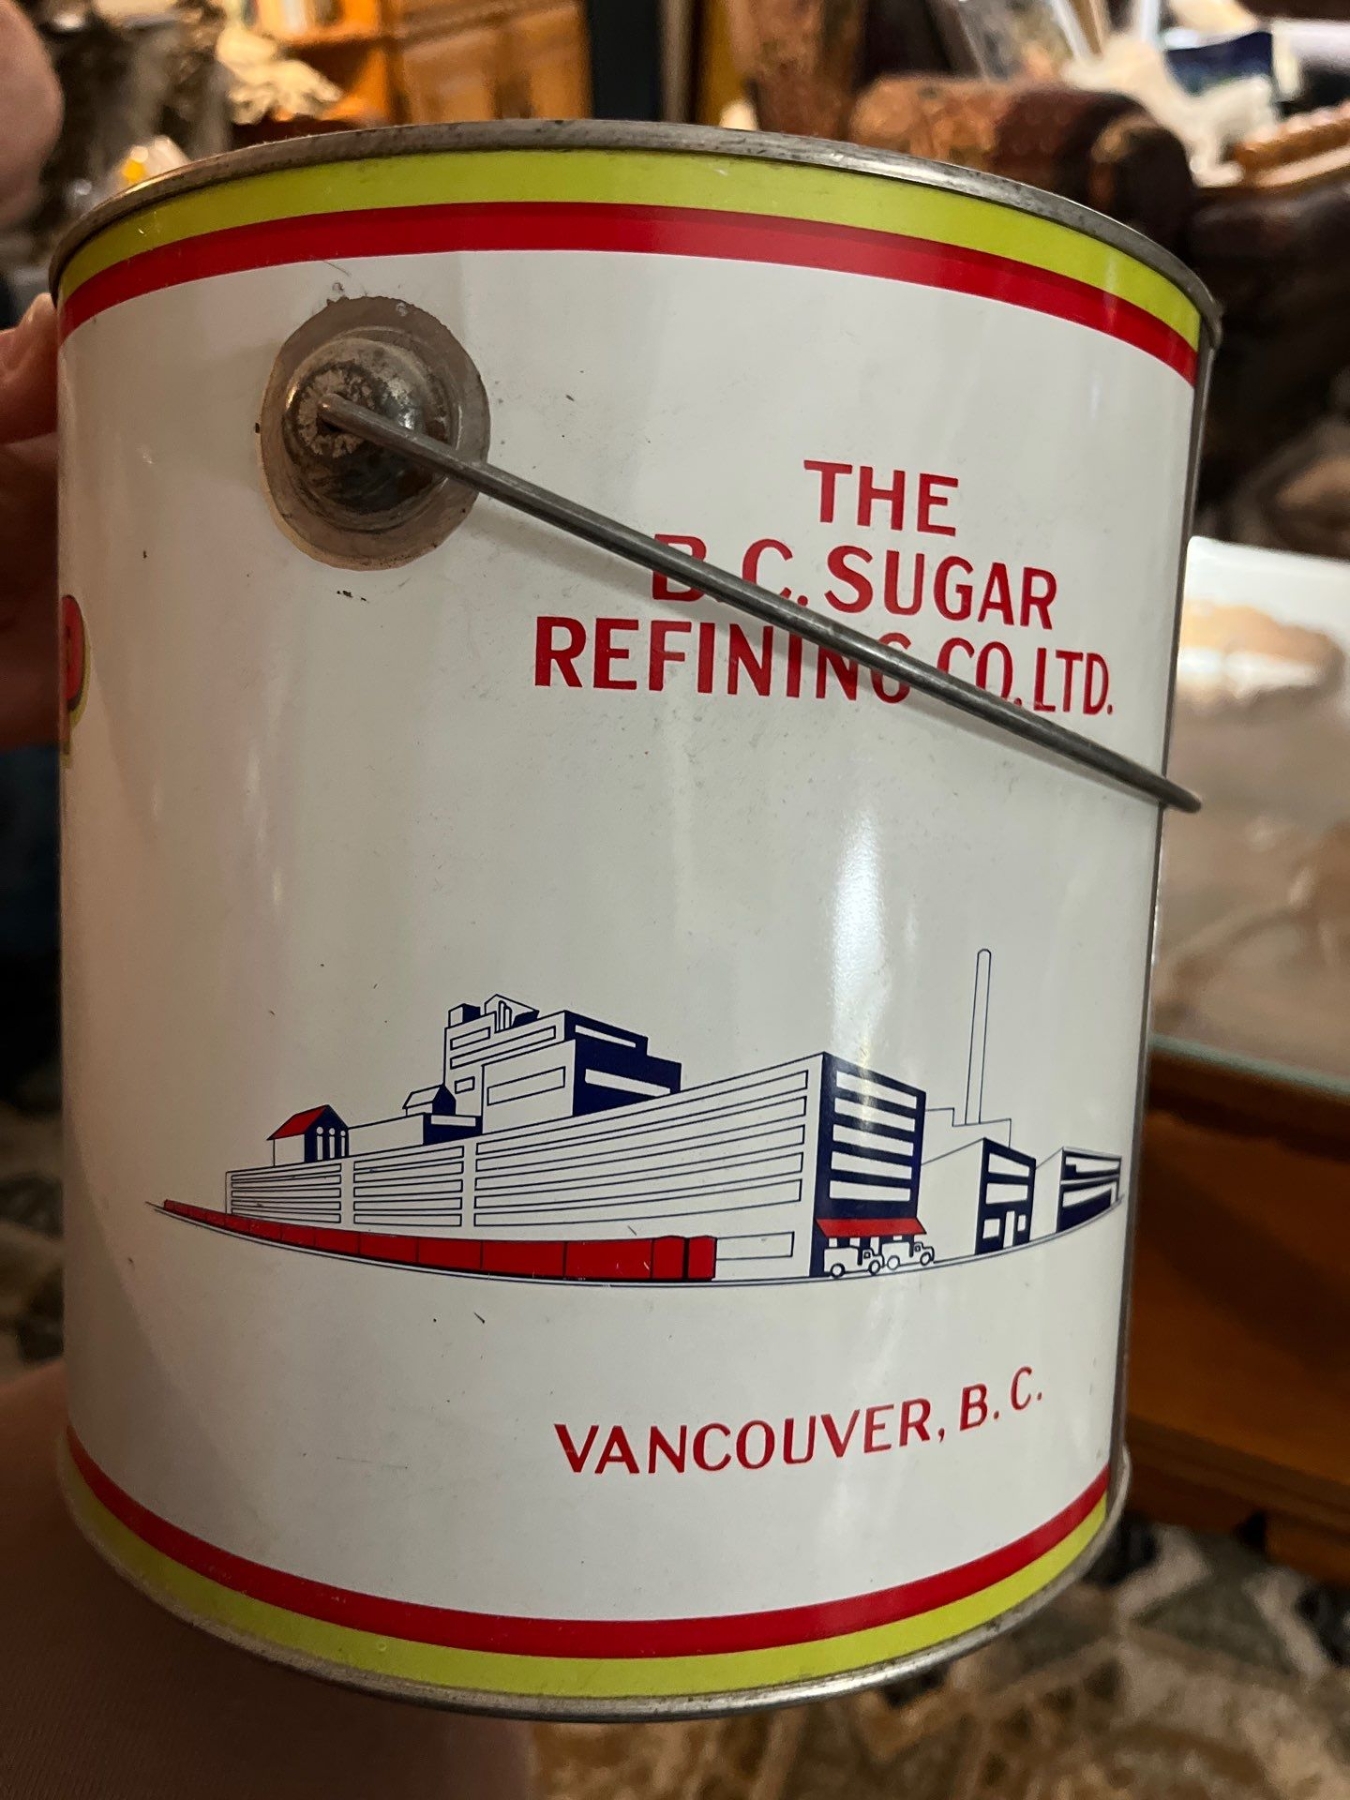 THE
B.C. SUGAR
REFINING CO. LTD.
VANCOUVER, B.C.